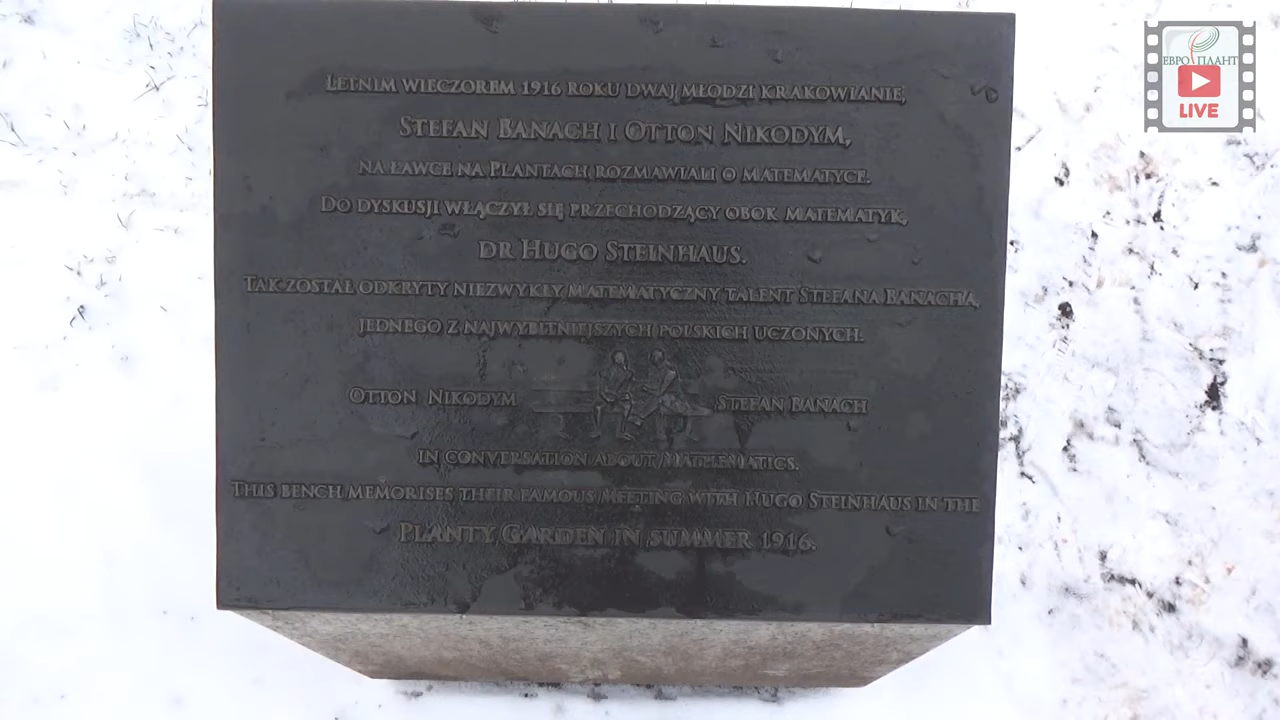 Letnim wieczorem 1916 roku dwaj młodzi krakowianie,
Stefan Banach i Otton Nikodym,
na ławce na Plantach, rozmawiali o matematyce.
Do dyskusji włączył się przechodzący obok matematyk,
dr Hugo Steinhaus.
Tak został odkryty niezwykły matematyczny talent Stefana Banacha,
jednego z najwybitniejszych polskich uczonych.
Otton Nikodym Stefan Banach
in conversation about mathematics.
This bench memorises their famous meeting with Hugo Steinhaus in the
Planty Garden in summer 1916.
ЕВРО ПЛАНТ
LIVE